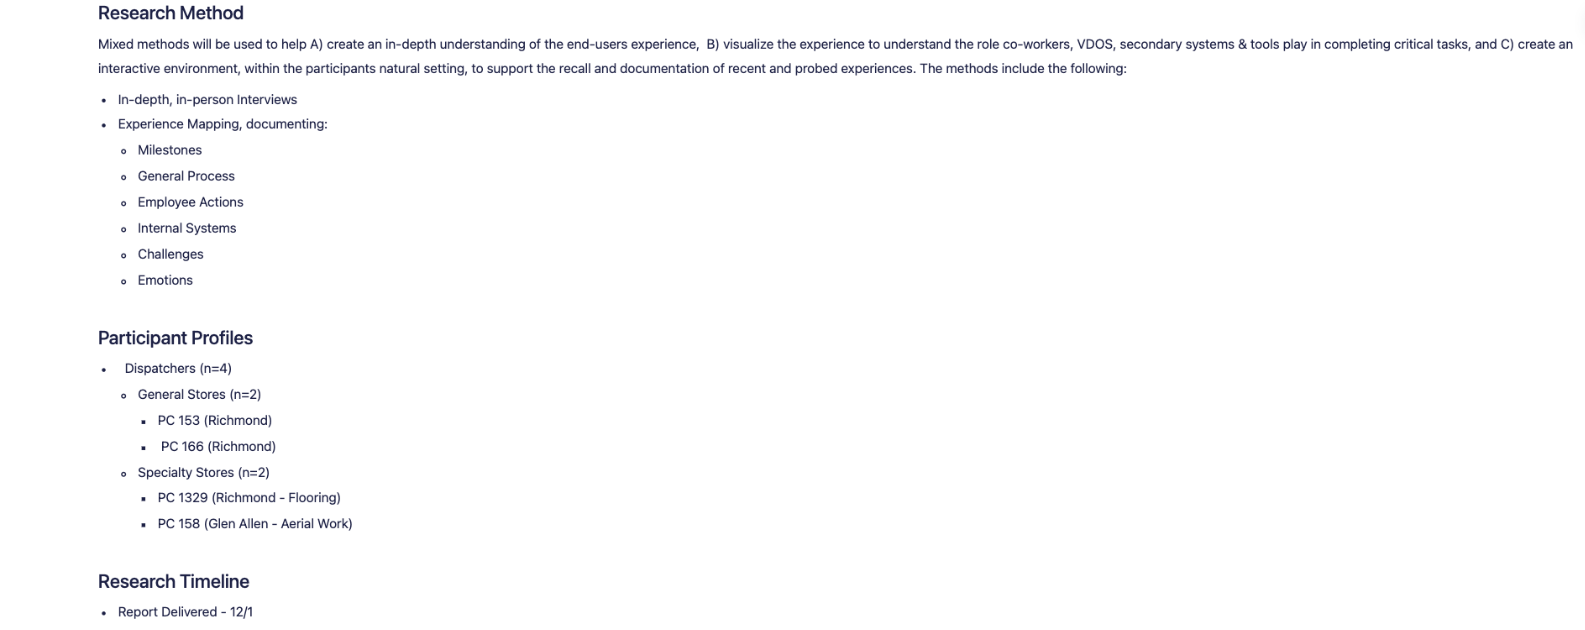 Research Method
Mixed methods will be used to help A) create an in-depth understanding of the end-users experience,  B) visualize the experience to understand the role co-workers, VDOS, secondary systems & tools play in completing critical tasks, and C) create an
interactive environment, within the participants natural setting, to support the recall and documentation of recent and probed experiences. The methods include the following:
• In-depth, in-person Interviews
• Experience Mapping, documenting:
◦ Milestones
◦ General Process
◦ Employee Actions
◦ Internal Systems
◦ Challenges
◦ Emotions
Participant Profiles
• Dispatchers (n=4)
◦ General Stores (n=2)
▪ PC 153 (Richmond)
▪ PC 166 (Richmond)
◦ Specialty Stores (n=2)
▪ PC 1329 (Richmond - Flooring)
▪ PC 158 (Glen Allen - Aerial Work)
Research Timeline
• Report Delivered - 12/1